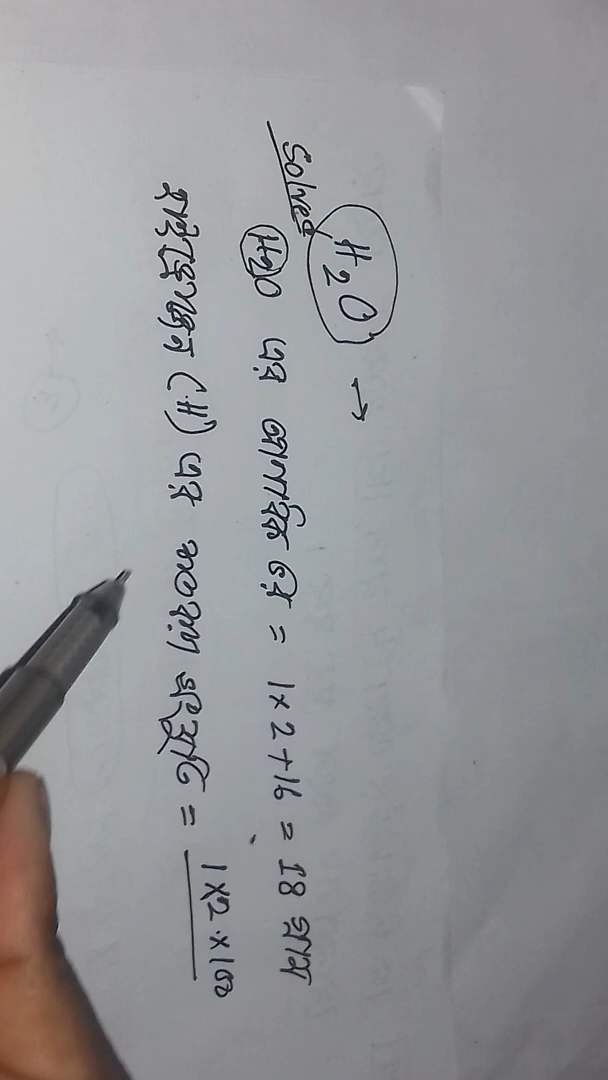 H2O →
Solve:
H2O এর আণবিক ভর = 1×2+16 = 18 গ্রাম
হাইড্রোজেন (H) এর শতকরা সংযুতি = 1×2×100